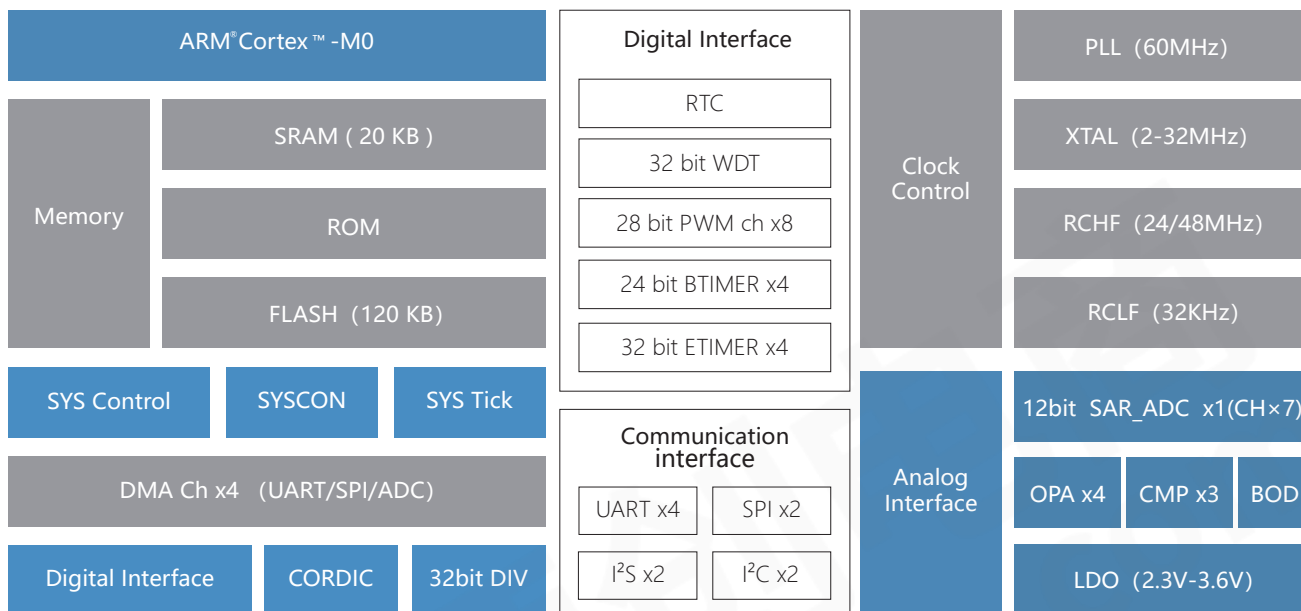 ARM®Cortex™-M0
Memory
SRAM ( 20 KB )
ROM
FLASH (120 KB)
SYS Control
SYSCON
SYS Tick
DMA Ch x4 (UART/SPI/ADC)
Digital Interface
CORDIC
32bit DIV
Digital Interface
RTC
32 bit WDT
28 bit PWM ch x8
24 bit BTIMER x4
32 bit ETIMER x4
Communication
interface
UART x4
SPI x2
I²S x2
I²C x2
Clock
Control
PLL (60MHz)
XTAL (2-32MHz)
RCHF (24/48MHz)
RCLF (32KHz)
Analog
Interface
12bit SAR_ADC x1(CH×7)
OPA x4
CMP x3
BOD
LDO (2.3V-3.6V)